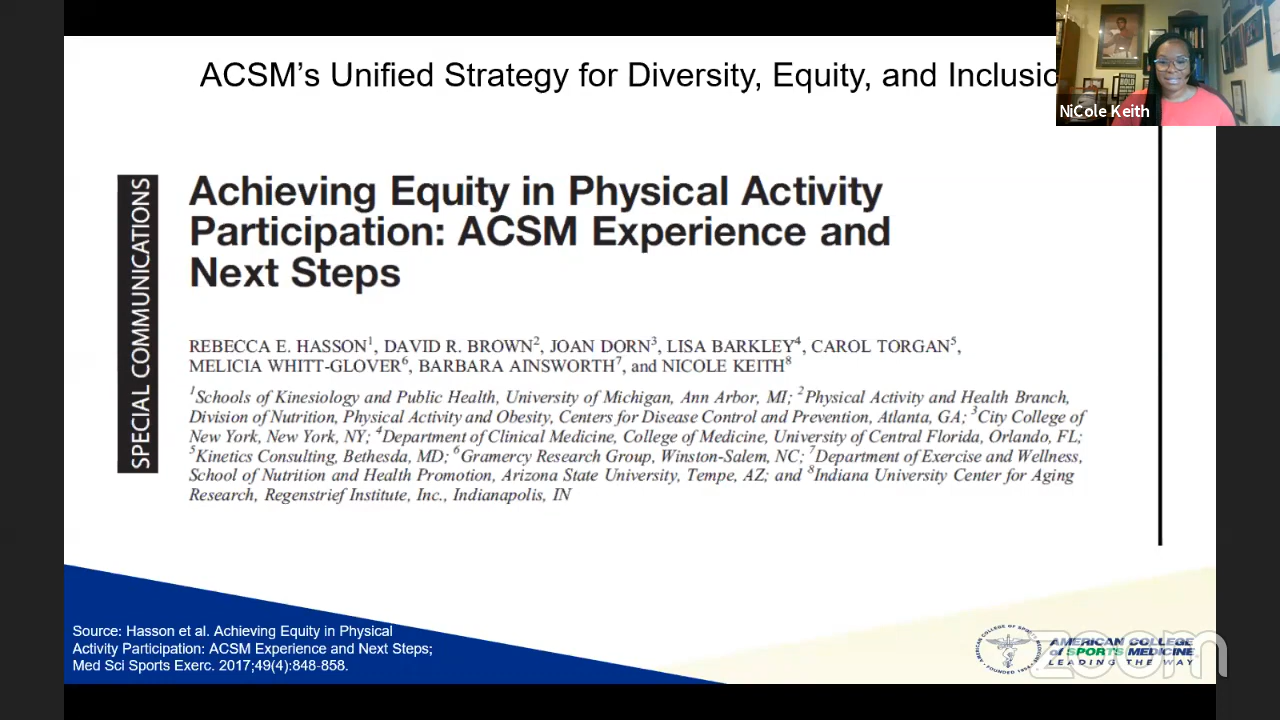 ACSM's Unified Strategy for Diversity, Equity, and Inclusio
NiCole Keith
SPECIAL COMMUNICATIONS
Achieving Equity in Physical Activity
Participation: ACSM Experience and
Next Steps
REBECCA E. HASSON1, DAVID R. BROWN2, JOAN DORN3, LISA BARKLEY4, CAROL TORGAN5,
MELICIA WHITT-GLOVER6, BARBARA AINSWORTH7, and NICOLE KEITH8
1Schools of Kinesiology and Public Health, University of Michigan, Ann Arbor, MI; 2Physical Activity and Health Branch,
Division of Nutrition, Physical Activity and Obesity, Centers for Disease Control and Prevention, Atlanta, GA; 3City College of
New York, New York, NY; 4Department of Clinical Medicine, College of Medicine, University of Central Florida, Orlando, FL;
5Kinetics Consulting, Bethesda, MD; 6Gramercy Research Group, Winston-Salem, NC; 7Department of Exercise and Wellness,
School of Nutrition and Health Promotion, Arizona State University, Tempe, AZ; and 8Indiana University Center for Aging
Research, Regenstrief Institute, Inc., Indianapolis, IN
Source: Hasson et al. Achieving Equity in Physical
Activity Participation: ACSM Experience and Next Steps;
Med Sci Sports Exerc. 2017;49(4):848-858.
AMERICAN COLLEGE
of SPORTS MEDICINE
LEADING THE WAY
zoom